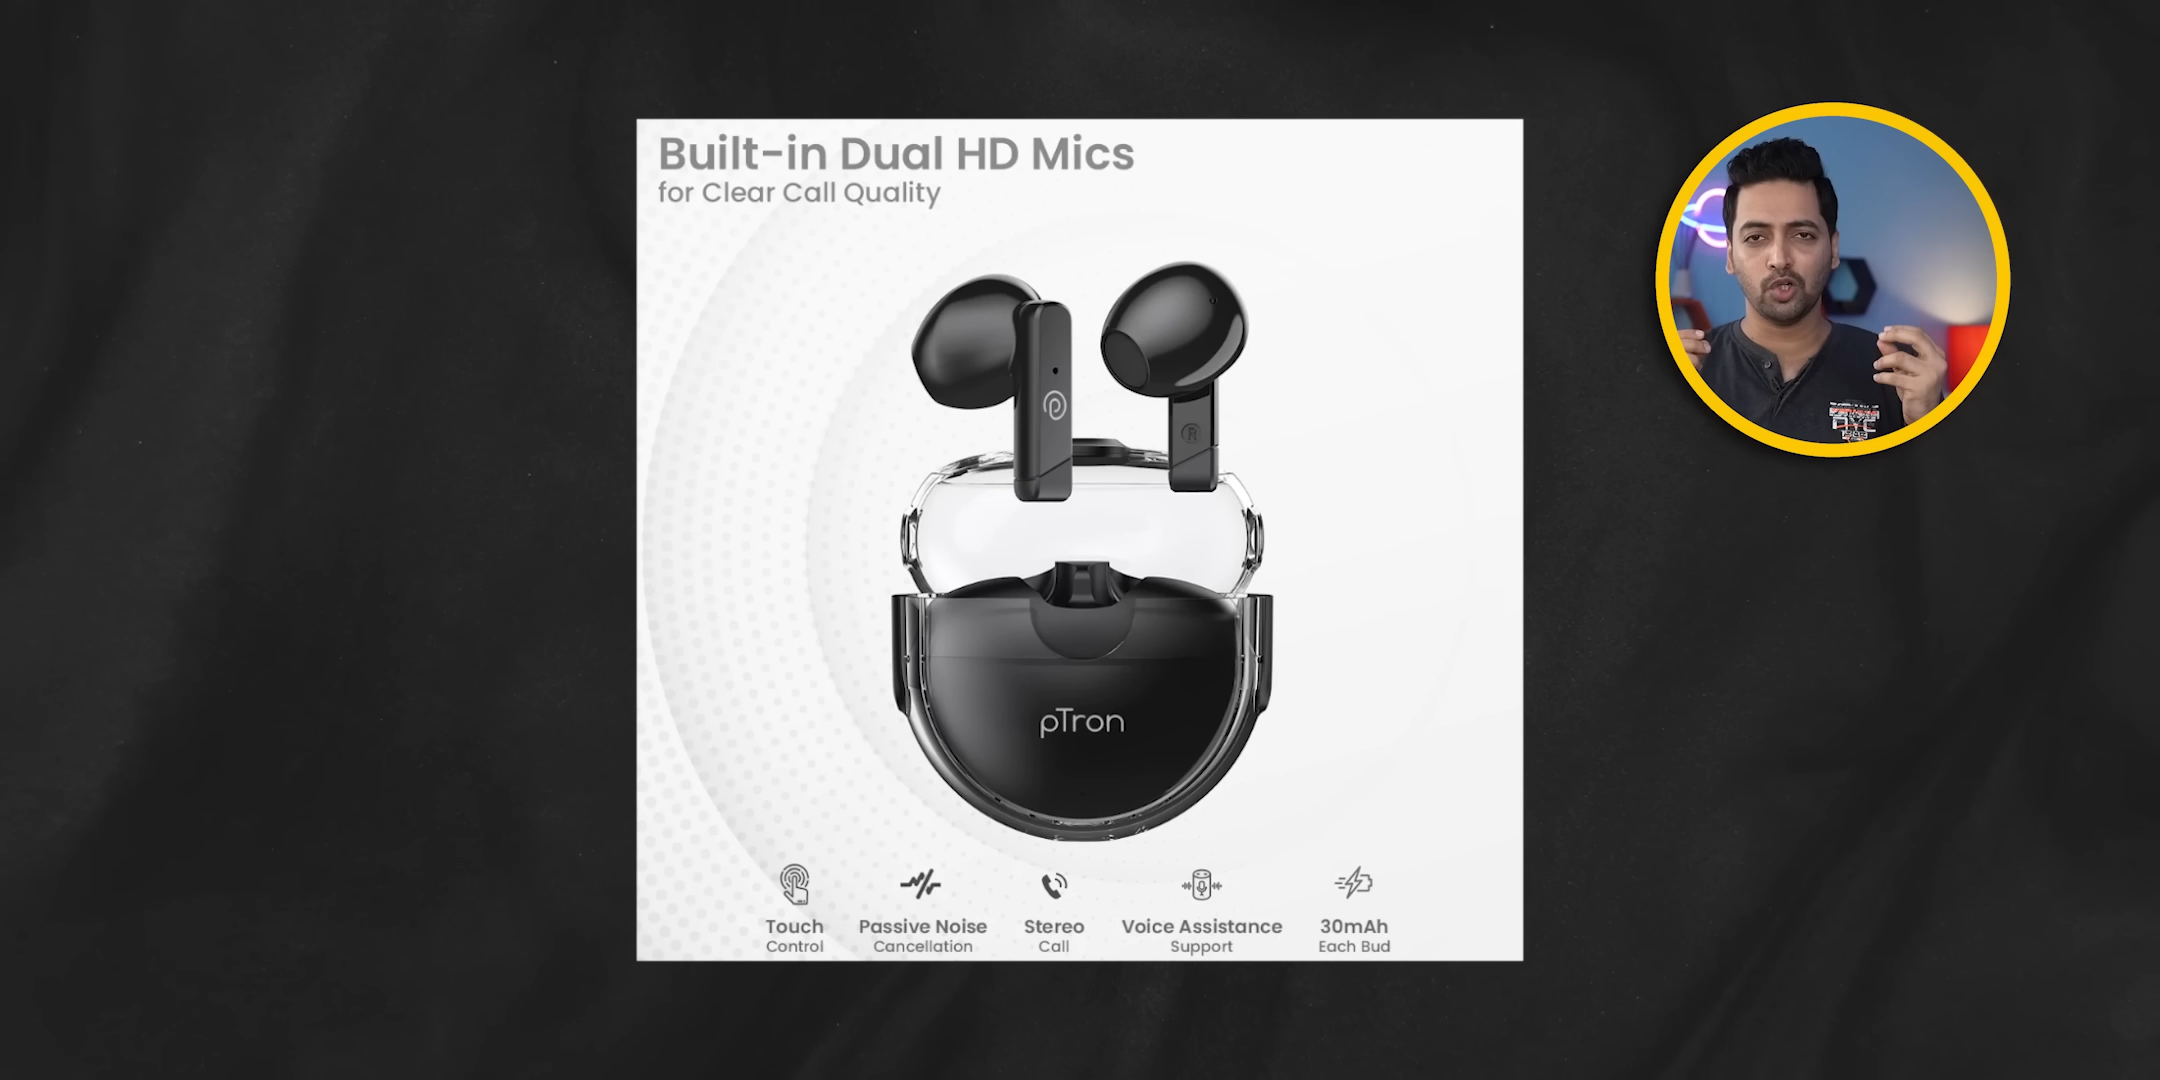 Built-in Dual HD Mics
for Clear Call Quality
pTron
Touch
Control
Passive Noise
Cancellation
Stereo
Call
Voice Assistance
Support
30mAh
Each Bud